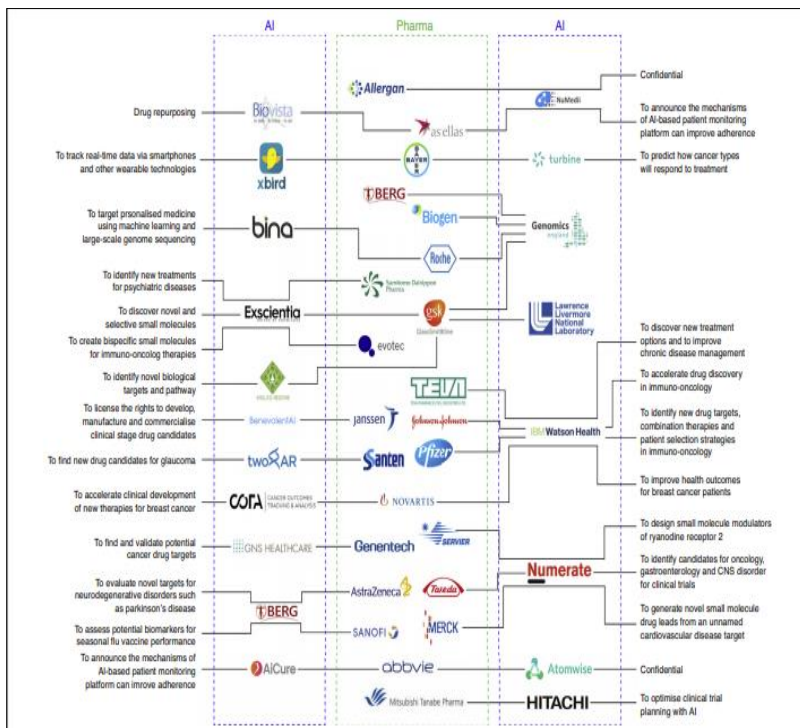 AI
Pharma
AI
Allergan
Confidential
NuMedii
Drug repurposing
Biovista
astellas
To announce the mechanisms
of AI-based patient monitoring
platform can improve adherence
To track real-time data via smartphones
and other wearable technologies
xbird
BAYER
BAYER
turbine
To predict how cancer types
will respond to treatment
BERG
Biogen
Genomics
england
To target prsonalised medicine
using machine learning and
large-scale genome sequencing
bina
Roche
To identify new treatments
for psychiatric diseases
Sumitomo Dainippon
Pharma
To discover novel and
selective small molecules
Exscientia
gsk
GlaxoSmithKline
Lawrence
Livermore
National
Laboratory
To create bispecific small molecules
for immuno-oncolog therapies
evotec
To discover new treatment
options and to improve
chronic disease management
To identify novel biological
targets and pathway
TEVA
To accelerate drug discovery
in immuno-oncology
To license the rights to develop,
manufacture and commercialise
clinical stage drug candidates
BenevolentAI
janssen
Johnson&Johnson
IBM Watson Health
To identify new drug targets,
combination therapies and
patient selection strategies
in immuno-oncology
To find new drug candidates for glaucoma
twoXAR
Santen
Pfizer
To improve health outcomes
for breast cancer patients
To accelerate clinical development
of new therapies for breast cancer
COTA
CANCER OUTCOMES
TRACKING & ANALYSIS
NOVARTIS
To find and validate potential
cancer drug targets
GNS HEALTHCARE
Genentech
SERVIER
To design small molecule modulators
of ryanodine receptor 2
To evaluate novel targets for
neurodegenerative disorders such
as parkinson's disease
AstraZeneca
Takeda
Numerate
To identify candidates for oncology,
gastroenterology and CNS disorder
for clinical trials
BERG
To assess potential biomarkers for
seasonal flu vaccine performance
SANOFI
MERCK
To generate novel small molecule
drug leads from an unnamed
cardiovascular disease target
To announce the mechanisms of
AI-based patient monitoring
platform can imrove adherence
AiCure
abbvie
Atomwise
Confidential
Mitsubishi Tanabe Pharma
HITACHI
To optimise clinical trial
planning with AI